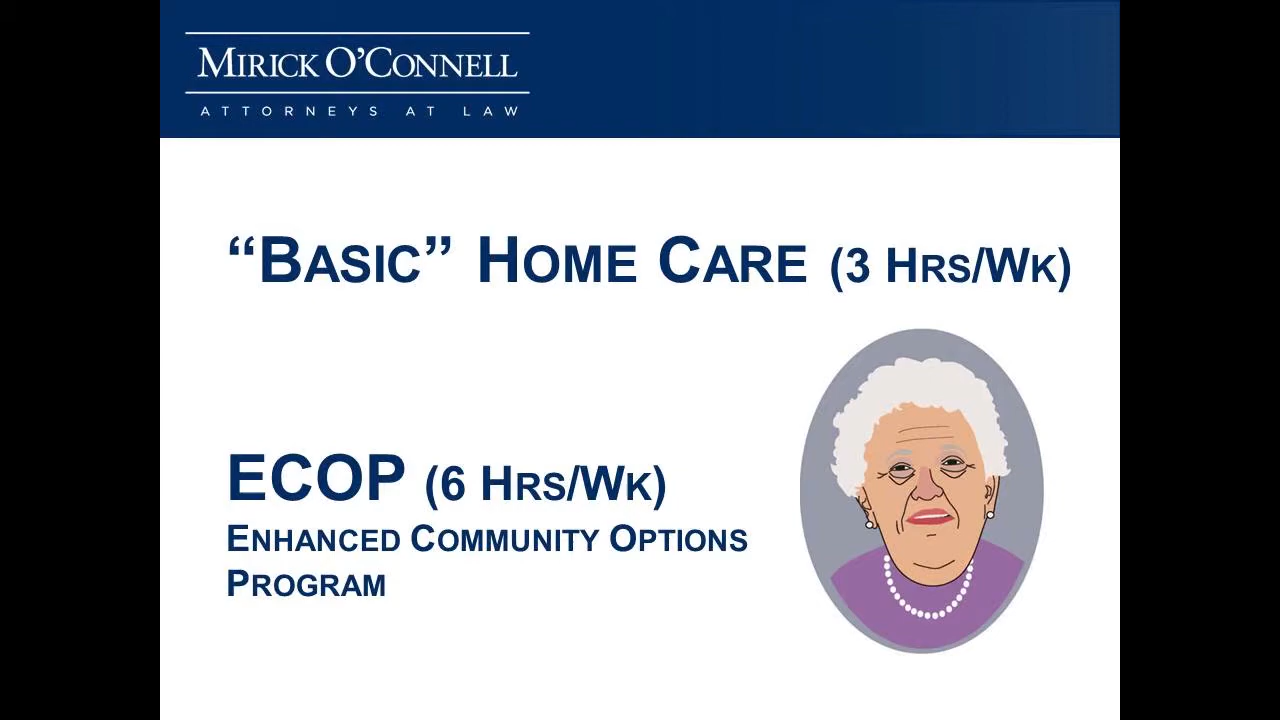 MIRICK O'CONNELL
ATTORNEYS AT LAW
“BASIC” HOME CARE (3 HRS/WK)
ECOP (6 HRS/WK)
ENHANCED COMMUNITY OPTIONS
PROGRAM